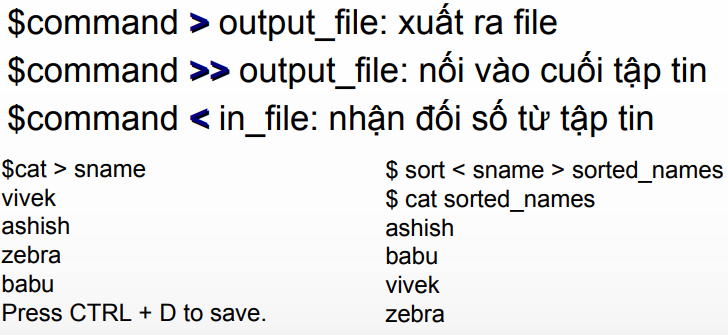 $command > output_file: xuất ra file
$command >> output_file: nối vào cuối tập tin
$command < in_file: nhận đối số từ tập tin
$cat > sname
vivek
ashish
zebra
babu
Press CTRL + D to save.
$ sort < sname > sorted_names
$ cat sorted_names
ashish
babu
vivek
zebra